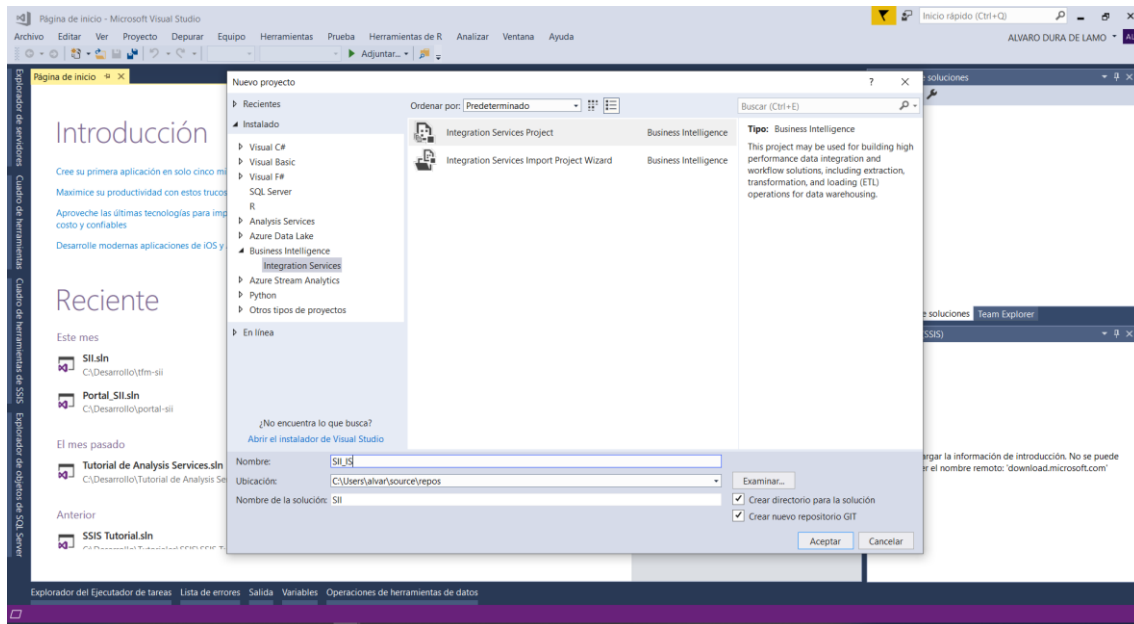 Página de inicio - Microsoft Visual Studio
Inicio rápido (Ctrl+Q)
Archivo Editar Ver Proyecto Depurar Equipo Herramientas Prueba Herramientas de R Analizar Ventana Ayuda
ALVARO DURA DE LAMO
AL
Adjuntar...
Explorador de servidores
Cuadro de herramientas
Cuadro de herramientas de SSIS
Explorador de objetos de SQL Server
Página de inicio
Introducción
Cree su primera aplicación en solo cinco mi
Maximice su productividad con estos trucos
Aproveche las últimas tecnologías para imp
costo y confiables
Desarrolle modernas aplicaciones de iOS y
Reciente
Este mes
SII.sln
C:\Desarrollo\tfm-sii
Portal_SII.sln
C:\Desarrollo\portal-sii
El mes pasado
Tutorial de Analysis Services.sln
C:\Desarrollo\Tutorial de Analysis Se
Anterior
SSIS Tutorial.sln
Nuevo proyecto
?
Recientes
Instalado
Visual C#
Visual Basic
Visual F#
SQL Server
R
Analysis Services
Azure Data Lake
Business Intelligence
Integration Services
Azure Stream Analytics
Python
Otros tipos de proyectos
En línea
¿No encuentra lo que busca?
Abrir el instalador de Visual Studio
Ordenar por: Predeterminado
Integration Services Project Business Intelligence
Integration Services Import Project Wizard Business Intelligence
Buscar (Ctrl+E)
Tipo: Business Intelligence
This project may be used for building high
performance data integration and
workflow solutions, including extraction,
transformation, and loading (ETL)
operations for data warehousing.
Nombre: SII_IS
Ubicación: C:\Users\alvar\source\repos
Examinar...
Nombre de la solución: SII
Crear directorio para la solución
Crear nuevo repositorio GIT
Aceptar Cancelar
soluciones
e soluciones Team Explorer
SSIS)
argar la información de introducción. No se puede
er el nombre remoto: 'download.microsoft.com'
Explorador del Ejecutador de tareas Lista de errores Salida Variables Operaciones de herramientas de datos